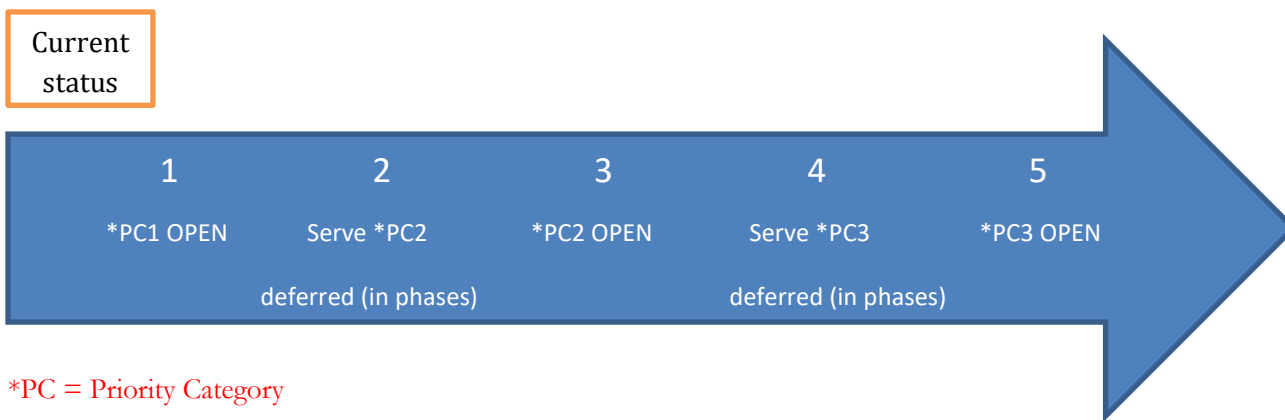 Current
status
1 2 3 4 5
*PC1 OPEN Serve *PC2 *PC2 OPEN Serve *PC3 *PC3 OPEN
deferred (in phases) deferred (in phases)
*PC = Priority Category